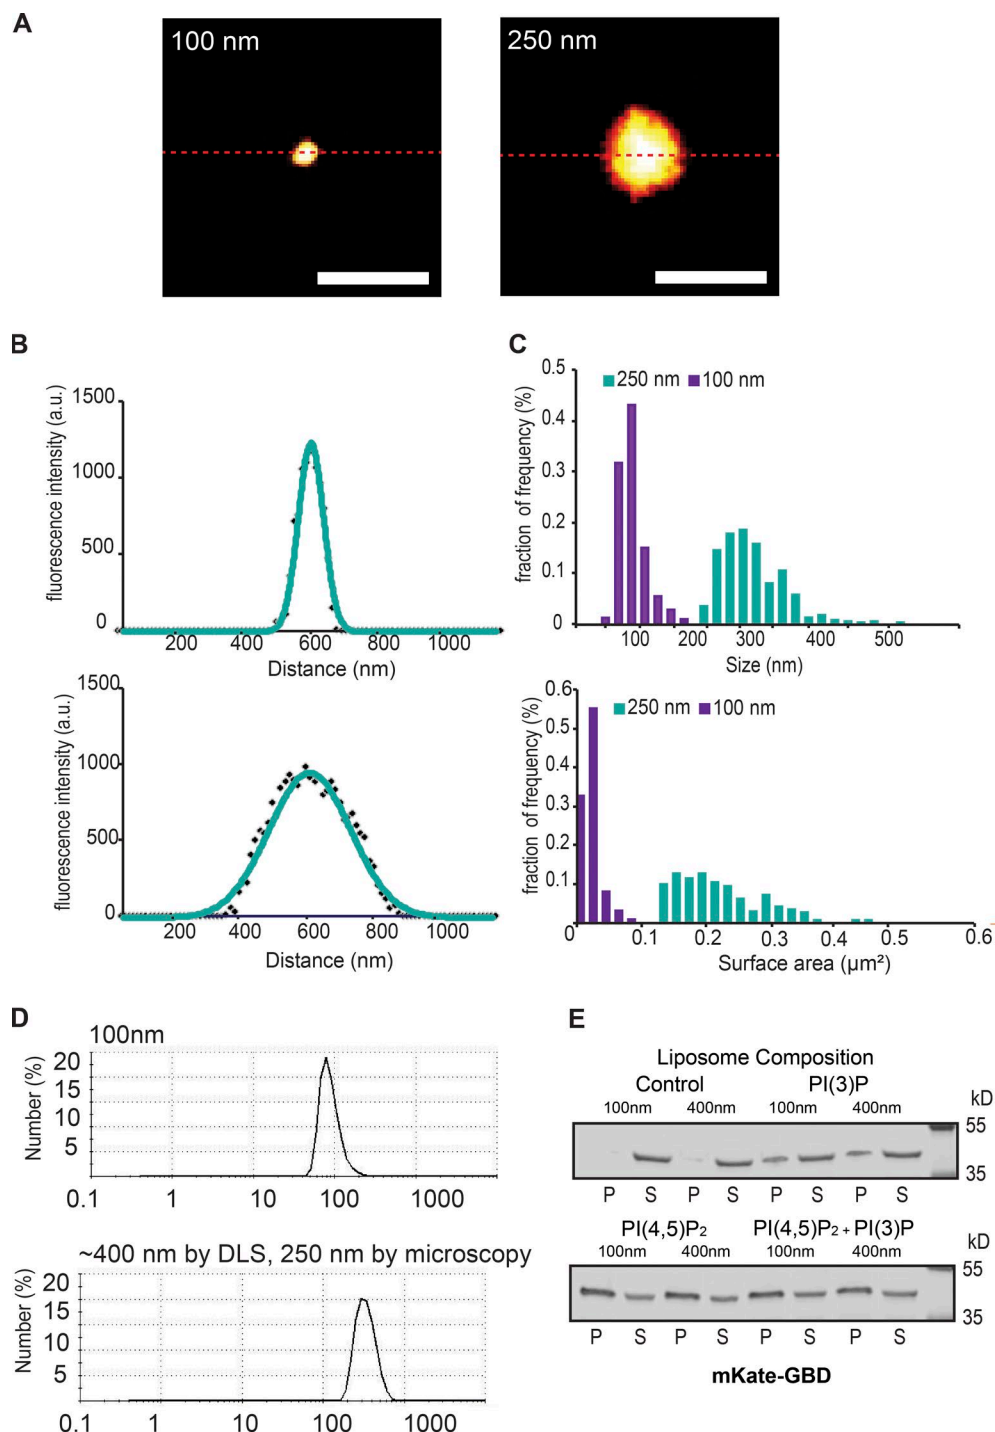 A
100 nm
250 nm
B
1500
1000
500
0
fluorescence intensity (a.u.)
200 400 600 800 1000
Distance (nm)
1500
1000
500
0
fluorescence intensity (a.u.)
200 400 600 800 1000
Distance (nm)
C
0.5
0.4
0.3
0.2
0.1
0
fraction of frequency (%)
250 nm 100 nm
100 200 300 400 500
Size (nm)
0.6
0.5
0.4
0.3
0.2
0.1
fraction of frequency (%)
250 nm 100 nm
0 0.1 0.2 0.3 0.4 0.5 0.6
Surface area (µm²)
D
100nm
20
15
10
5
Number (%)
0.1 1 10 100 1000
~400 nm by DLS, 250 nm by microscopy
20
15
10
5
Number (%)
0.1 1 10 100 1000
E
Liposome Composition
Control PI(3)P
100nm 400nm 100nm 400nm kD
55
35
P S P S P S P S
PI(4,5)P₂ PI(4,5)P₂ + PI(3)P
100nm 400nm 100nm 400nm kD
55
35
P S P S P S P S
mKate-GBD